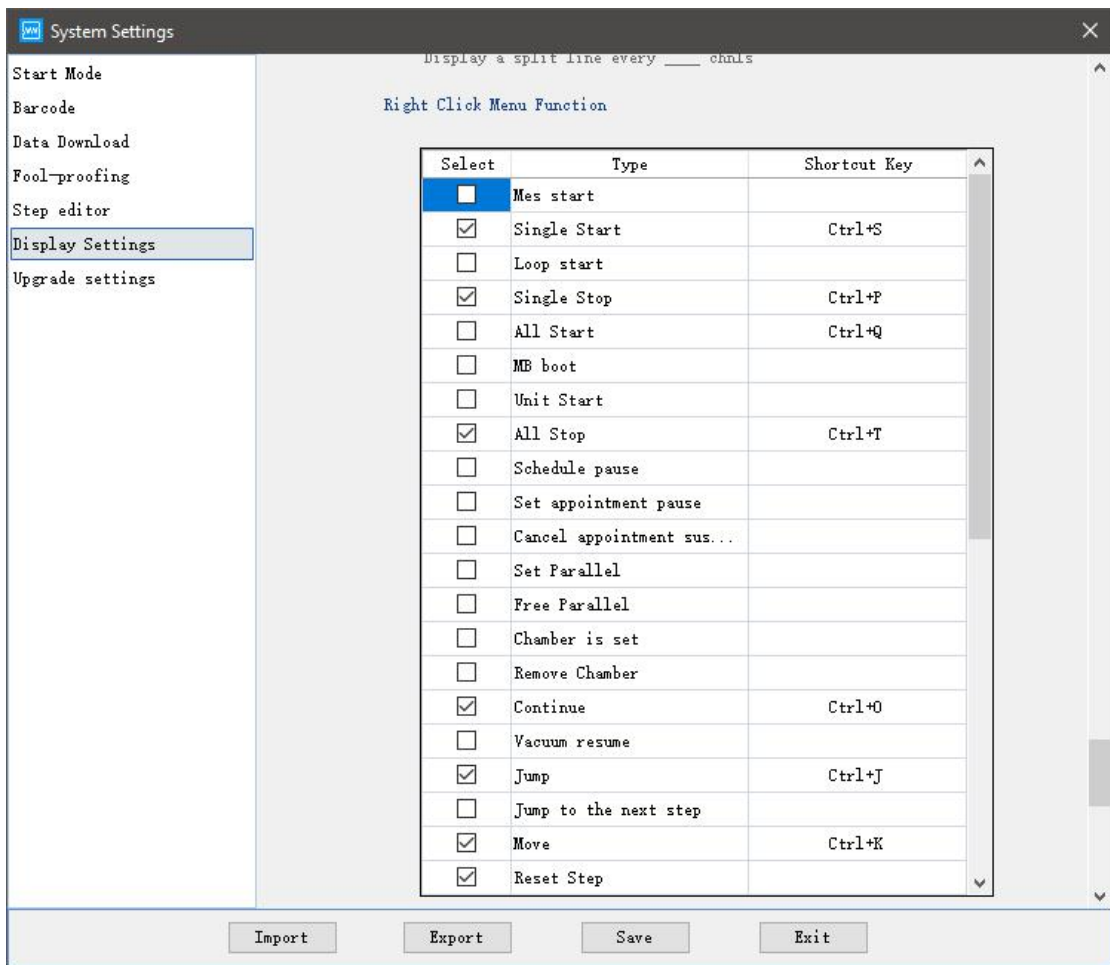 System Settings
Start Mode
Barcode
Data Download
Fool-proofing
Step editor
Display Settings
Upgrade settings
Display a split line every ____ chnls
Right Click Menu Function
Select Type Shortcut Key
Mes start
Single Start Ctrl+S
Loop start
Single Stop Ctrl+P
All Start Ctrl+Q
MB boot
Unit Start
All Stop Ctrl+T
Schedule pause
Set appointment pause
Cancel appointment sus...
Set Parallel
Free Parallel
Chamber is set
Remove Chamber
Continue Ctrl+O
Vacuum resume
Jump Ctrl+J
Jump to the next step
Move Ctrl+K
Reset Step
Import Export Save Exit